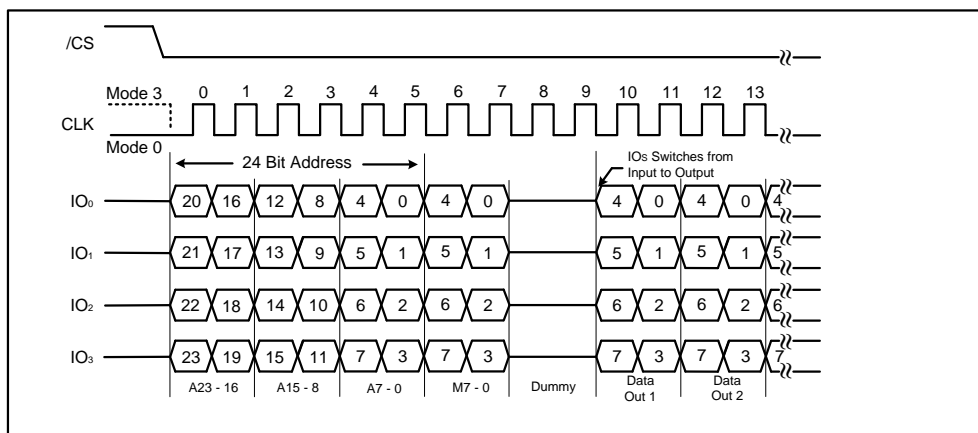 /CS
Mode 3 0 1 2 3 4 5 6 7 8 9 10 11 12 13
CLK
Mode 0
24 Bit Address
IOs Switches from
Input to Output
IO0 20 16 12 8 4 0 4 0 4 0 4 0 4
IO1 21 17 13 9 5 1 5 1 5 1 5 1 5
IO2 22 18 14 10 6 2 6 2 6 2 6 2 6
IO3 23 19 15 11 7 3 7 3 7 3 7 3 7
A23 - 16 A15 - 8 A7 - 0 M7 - 0 Dummy Data Out 1 Data Out 2